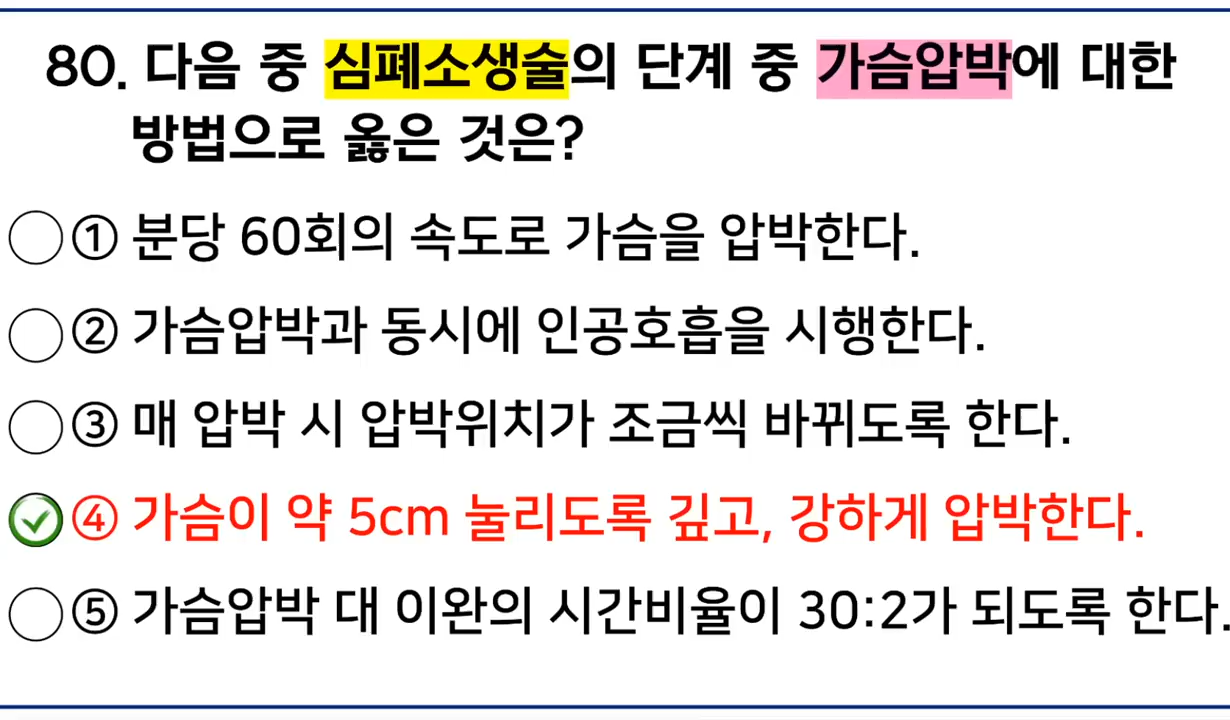 80. 다음 중 심폐소생술의 단계 중 가슴압박에 대한
방법으로 옳은 것은?
① 분당 60회의 속도로 가슴을 압박한다.
② 가슴압박과 동시에 인공호흡을 시행한다.
③ 매 압박 시 압박위치가 조금씩 바뀌도록 한다.
④ 가슴이 약 5cm 눌리도록 깊고, 강하게 압박한다.
⑤ 가슴압박 대 이완의 시간비율이 30:2가 되도록 한다.